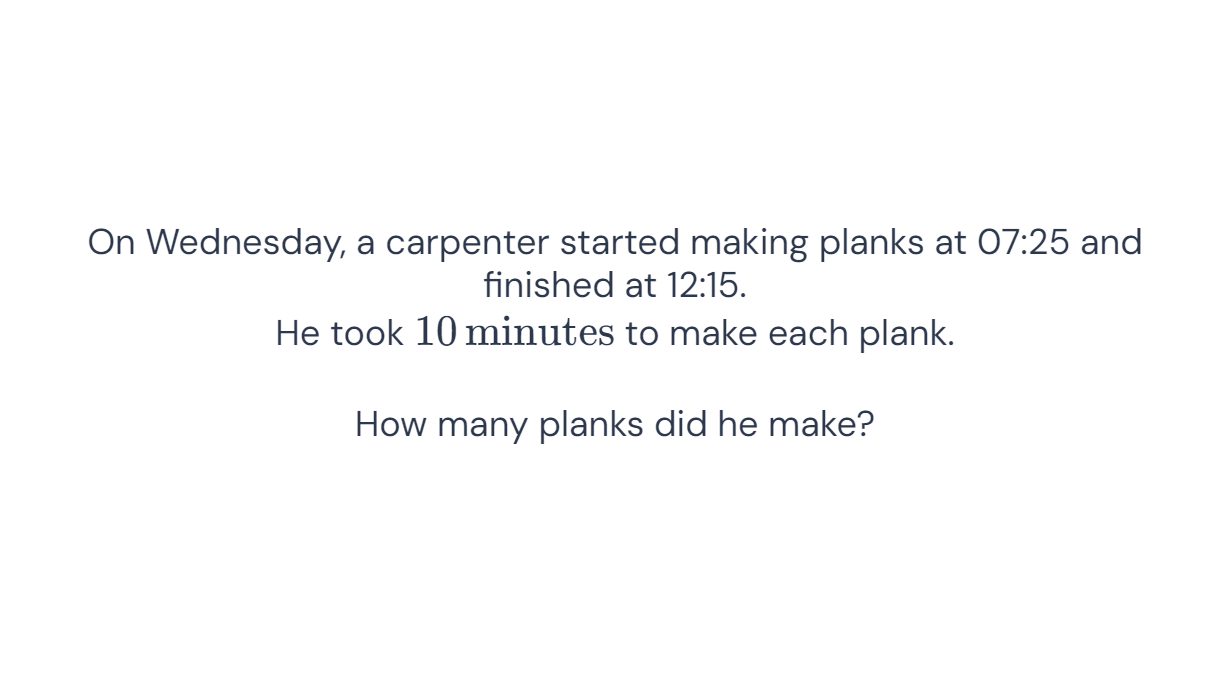 On Wednesday, a carpenter started making planks at 07:25 and
finished at 12:15.
He took 10 minutes to make each plank.
How many planks did he make?